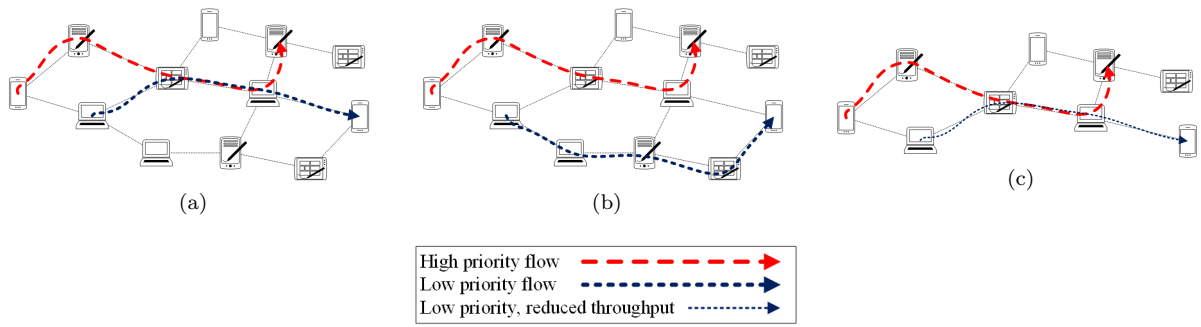 (a)
(b)
(c)
High priority flow
Low priority flow
Low priority, reduced throughput